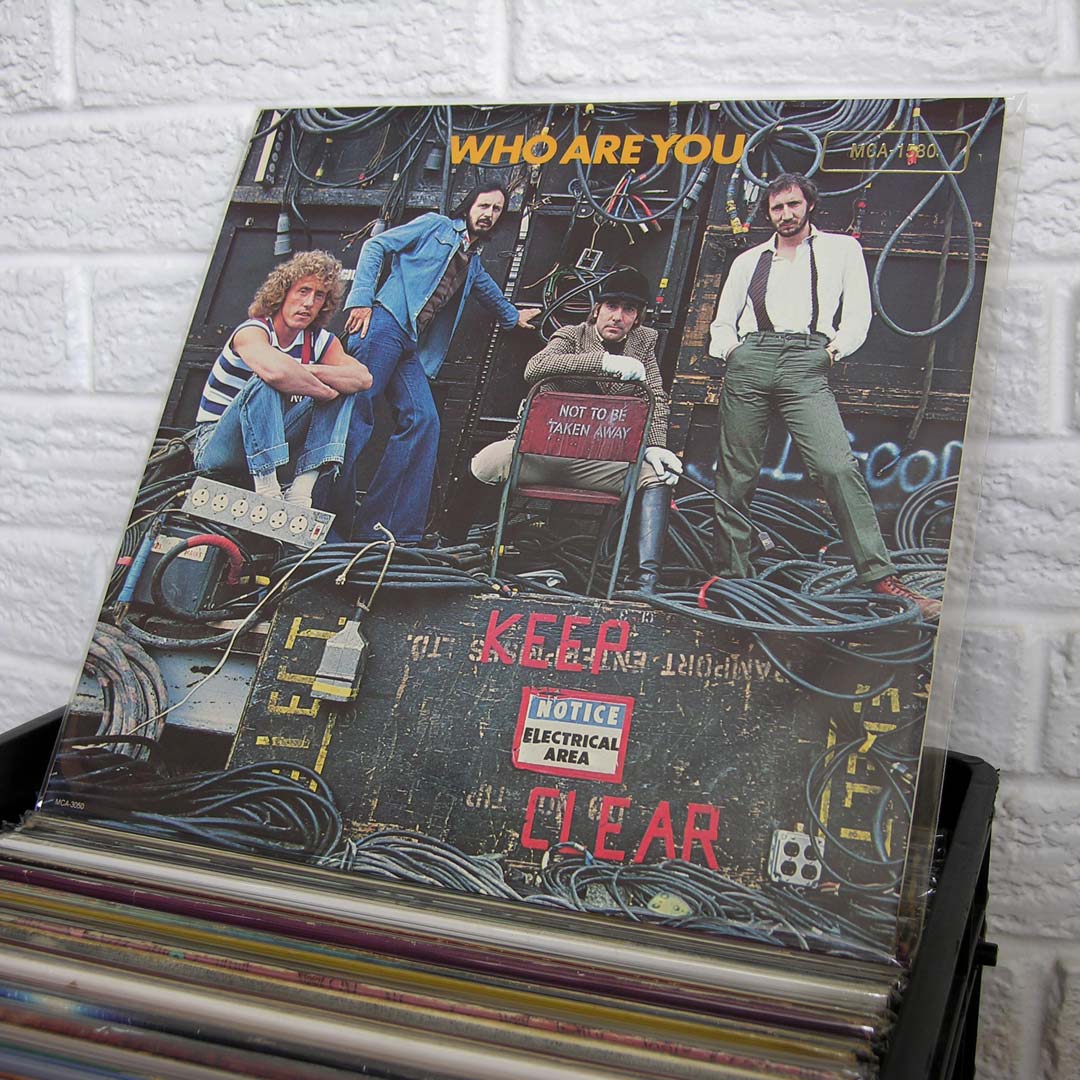 WHO ARE YOU
MCA-1580
NOT TO BE
TAKEN AWAY
KEEP
NOTICE
ELECTRICAL
AREA
CLEAR
MCA-3050